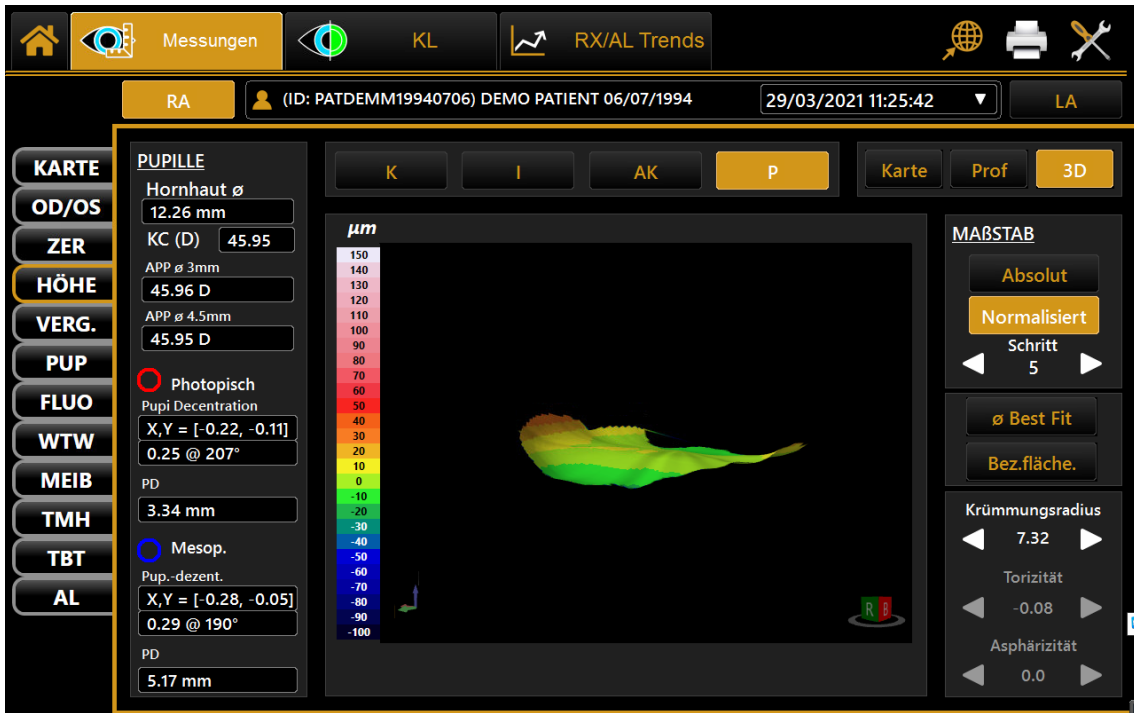 Messungen
KL
RX/AL Trends
RA
(ID: PATDEMM19940706) DEMO PATIENT 06/07/1994
29/03/2021 11:25:42
LA
KARTE
OD/OS
ZER
HÖHE
VERG.
PUP
FLUO
WTW
MEIB
TMH
TBT
AL
PUPILLE
Hornhaut ø
12.26 mm
KC (D) 45.95
APP ø 3mm
45.96 D
APP ø 4.5mm
45.95 D
Photopisch
Pupi Decentration
X,Y = [-0.22, -0.11]
0.25 @ 207°
PD
3.34 mm
Mesop.
Pup.-dezent.
X,Y = [-0.28, -0.05]
0.29 @ 190°
PD
5.17 mm
K
I
AK
P
Karte
Prof
3D
µm
150
140
130
120
110
100
90
80
70
60
50
40
30
20
10
0
-10
-20
-30
-40
-50
-60
-70
-80
-90
-100
R B
MAßSTAB
Absolut
Normalisiert
Schritt
5
ø Best Fit
Bez.fläche.
Krümmungsradius
7.32
Torizität
-0.08
Asphärizität
0.0